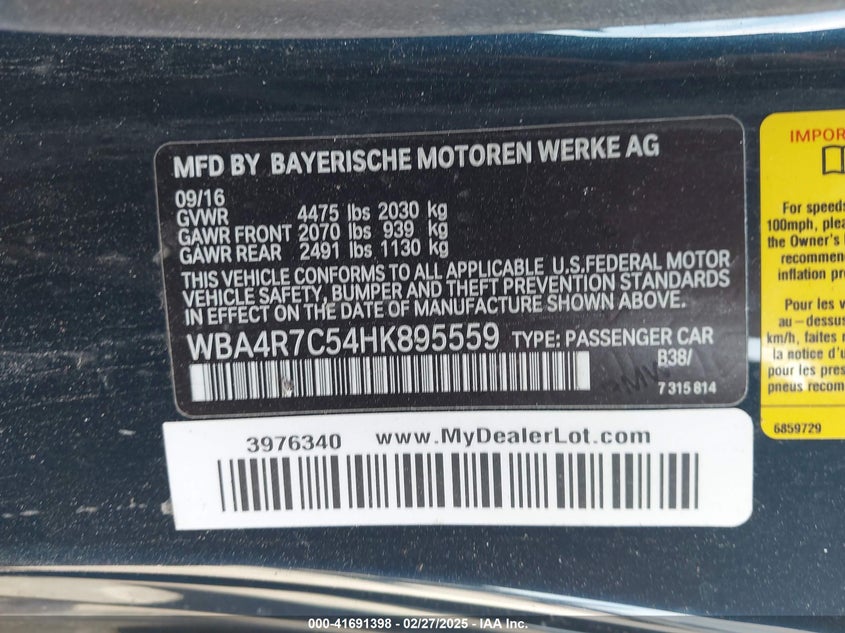 MFD BY BAYERISCHE MOTOREN WERKE AG
09/16
GVWR 4475 lbs 2030 kg
GAWR FRONT 2070 lbs 939 kg
GAWR REAR 2491 lbs 1130 kg
THIS VEHICLE CONFORMS TO ALL APPLICABLE U.S.FEDERAL MOTOR
VEHICLE SAFETY, BUMPER AND THEFT PREVENTION STANDARDS
IN EFFECT ON THE DATE OF MANUFACTURE SHOWN ABOVE.
WBA4R7C54HK895559 TYPE: PASSENGER CAR
B38/
7 315 814
3976340 www.MyDealerLot.com
IMPOR
For speeds
100mph, plea
the Owner's
recommen
inflation pr
Pour les v
au-dessus
km/h, faites
la notice d'u
pour les pres
pneus recom
6859729
000-41691398 - 02/27/2025 - IAA Inc.